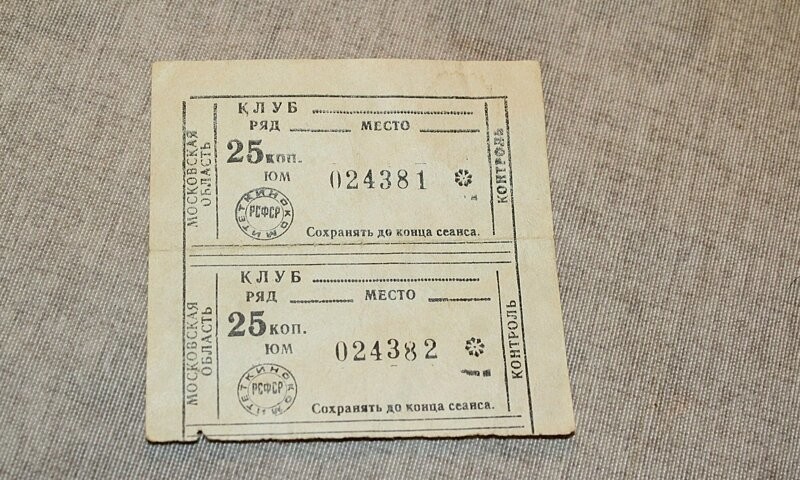 КЛУБ
РЯД МЕСТО
25 КОП.
ЮМ
024381
МОСКОВСКАЯ
ОБЛАСТЬ
КИНОКОМИТЕТ
РСФСР
Сохранять до конца сеанса.
КОНТРОЛЬ
КЛУБ
РЯД МЕСТО
25 КОП.
ЮМ
024382
МОСКОВСКАЯ
ОБЛАСТЬ
КИНОКОМИТЕТ
РСФСР
Сохранять до конца сеанса.
КОНТРОЛЬ